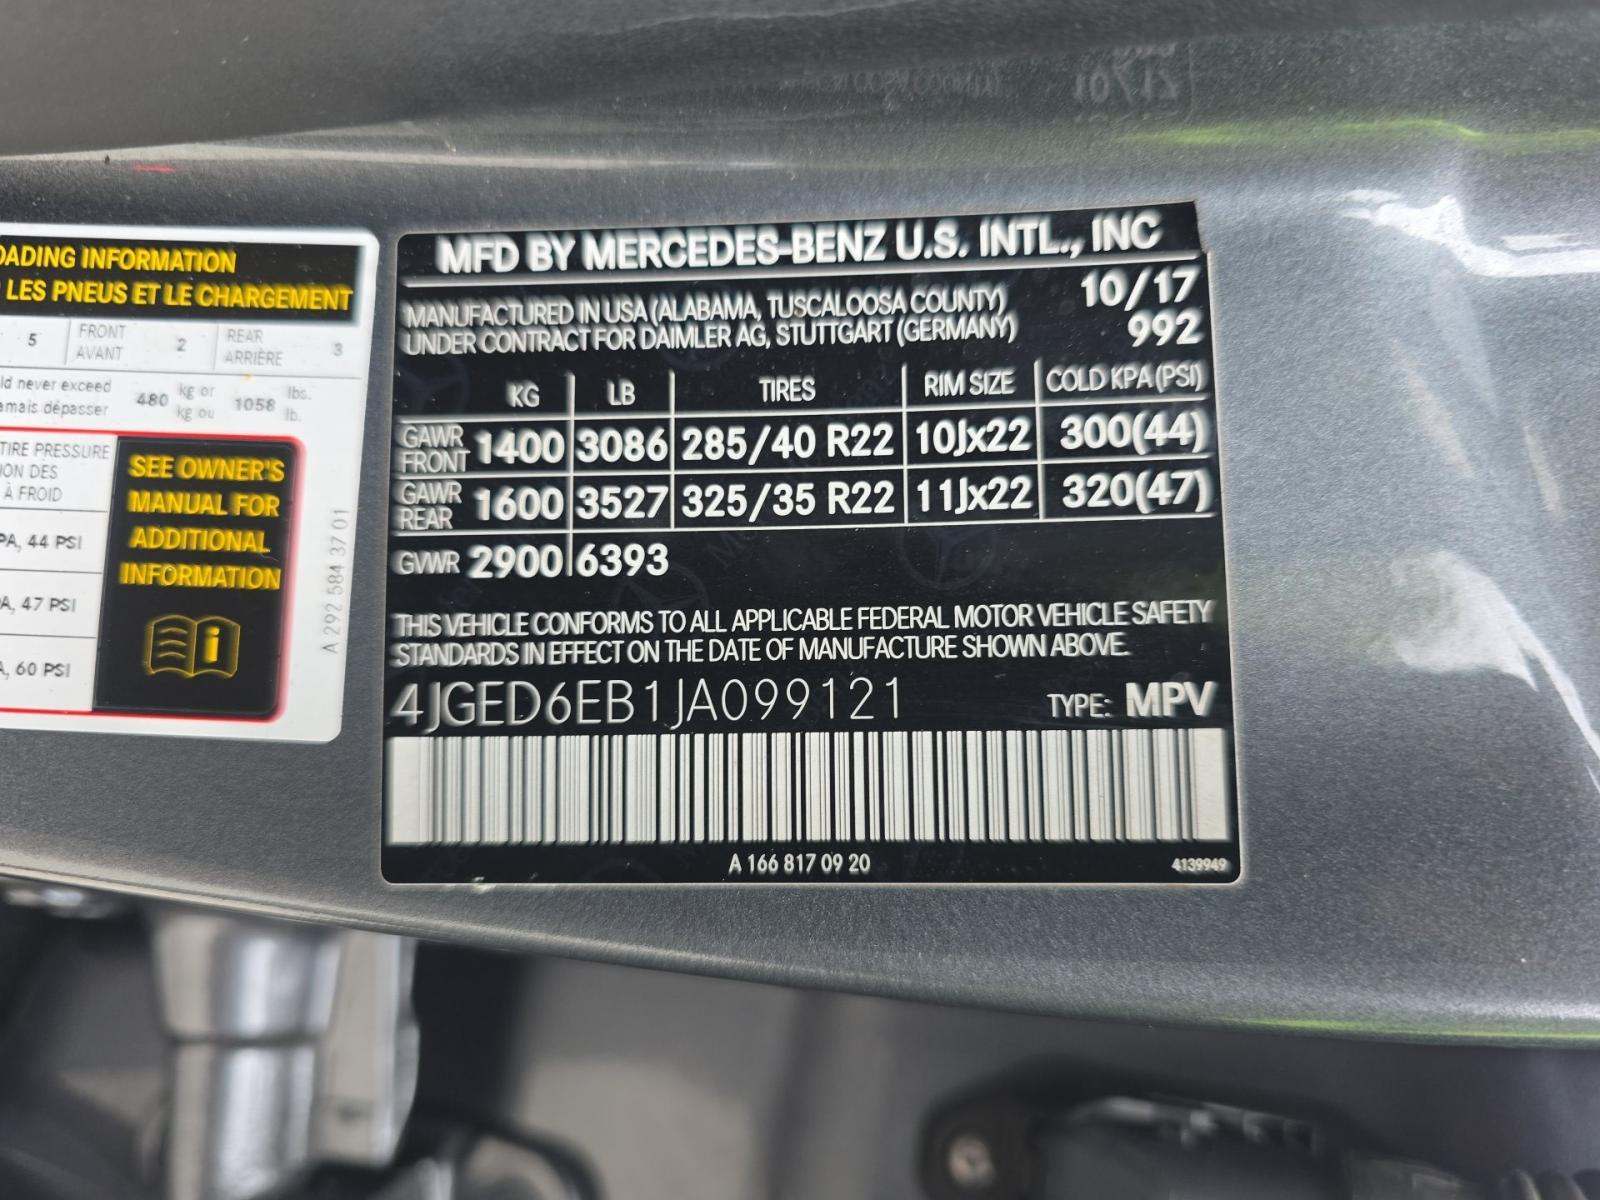 OADING INFORMATION
LES PNEUS ET LE CHARGEMENT
5 FRONT AVANT 2 REAR ARRIÈRE 3
ld never exceed 480 kg or 1058 lbs.
amais dépasser kg ou lb.
TIRE PRESSURE
ION DES
À FROID
PA, 44 PSI
A, 47 PSI
A, 60 PSI
SEE OWNER'S
MANUAL FOR
ADDITIONAL
INFORMATION
A 292 584 37 01
MFD BY MERCEDES-BENZ U.S. INTL., INC
MANUFACTURED IN USA (ALABAMA, TUSCALOOSA COUNTY) 10/17
UNDER CONTRACT FOR DAIMLER AG, STUTTGART (GERMANY) 992
KG LB TIRES RIM SIZE COLD KPA (PSI)
GAWR FRONT 1400 3086 285/40 R22 10Jx22 300(44)
GAWR REAR 1600 3527 325/35 R22 11Jx22 320(47)
GVWR 2900 6393
THIS VEHICLE CONFORMS TO ALL APPLICABLE FEDERAL MOTOR VEHICLE SAFETY
STANDARDS IN EFFECT ON THE DATE OF MANUFACTURE SHOWN ABOVE.
4JGED6EB1JA099121 TYPE: MPV
A 166 817 09 20 4139949